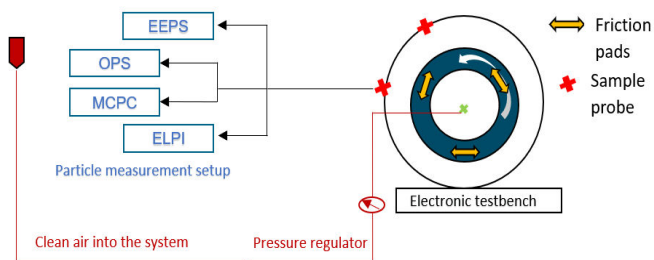 EEPS
OPS
MCPC
ELPI
Particle measurement setup
Friction
pads
Sample
probe
Electronic testbench
Clean air into the system
Pressure regulator